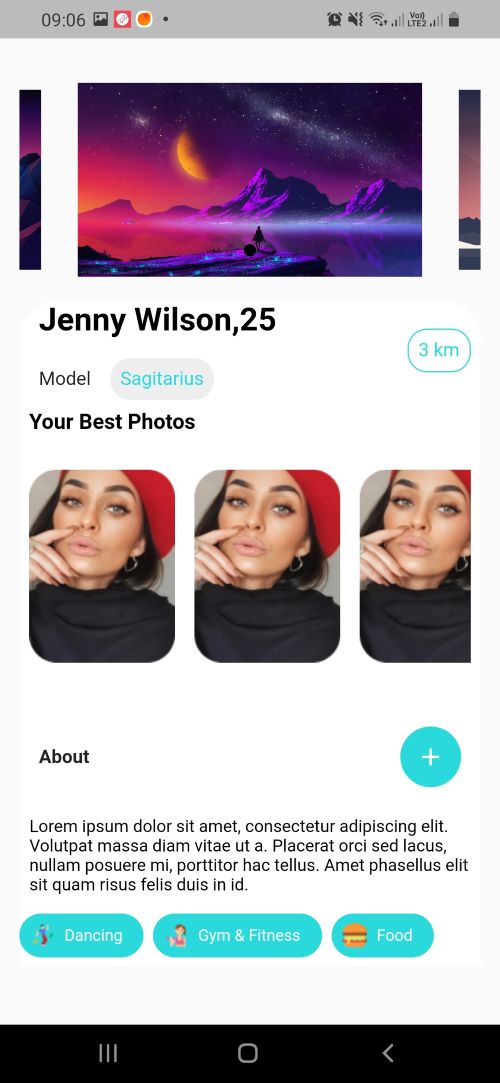 09:06
Vo))
LTE2
Jenny Wilson,25
3 km
Model
Sagitarius
Your Best Photos
About
+
Lorem ipsum dolor sit amet, consectetur adipiscing elit.
Volutpat massa diam vitae ut a. Placerat orci sed lacus,
nullam posuere mi, porttitor hac tellus. Amet phasellus elit
sit quam risus felis duis in id.
Dancing
Gym & Fitness
Food